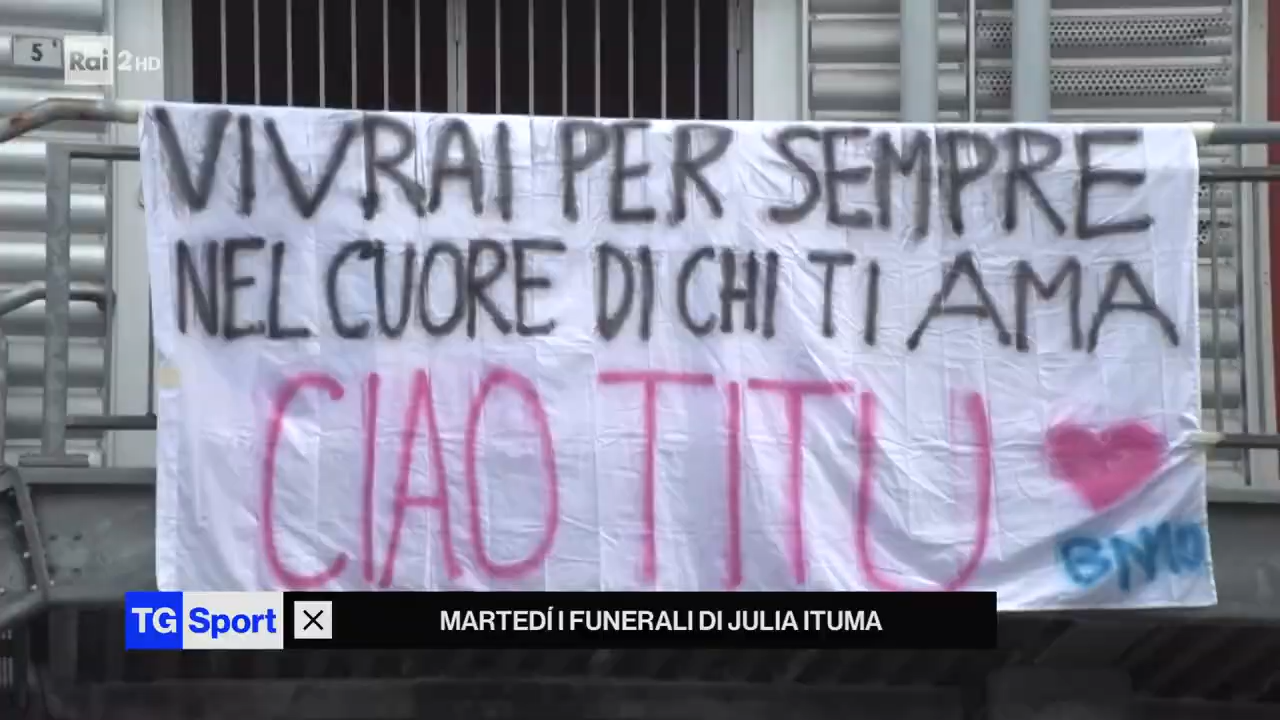 5
Rai 2 HD
VIVRAI PER SEMPRE
NEL CUORE DI CHI TI AMA
CIAO TITU
BMO
TG Sport
MARTEDÍ I FUNERALI DI JULIA ITUMA